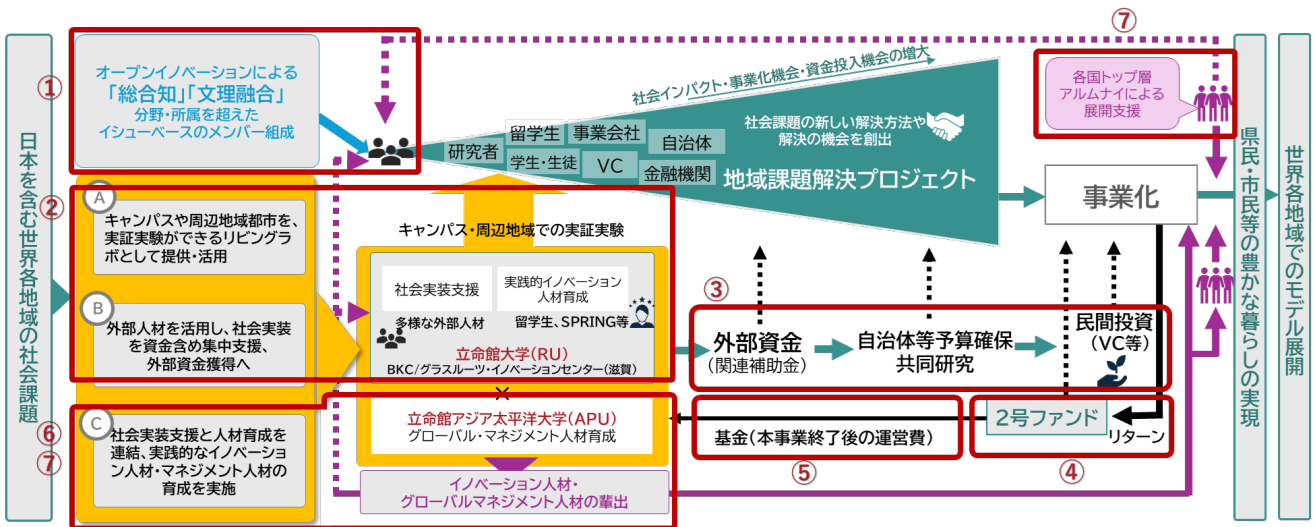 日本を含む世界各地域の社会課題
①
オープンイノベーションによる
「総合知」「文理融合」
分野・所属を超えた
イシューベースのメンバー組成
②
A
キャンパスや周辺地域都市を、
実証実験ができるリビングラ
ボとして提供・活用
B
外部人材を活用し、社会実装
を資金含め集中支援、
外部資金獲得へ
⑥
⑦
C
社会実装支援と人材育成を
連結、実践的なイノベーショ
ン人材・マネジメント人材の
育成を実施
社会インパクト・事業化機会・資金投入機会の増大
研究者
留学生
事業会社
自治体
学生・生徒
VC
金融機関
社会課題の新しい解決方法や
解決の機会を創出
地域課題解決プロジェクト
キャンパス・周辺地域での実証実験
社会実装支援
実践的イノベーション
人材育成
多様な外部人材
留学生、SPRING等
立命館大学(RU)
BKC/グラスルーツ・イノベーションセンター(滋賀)
×
立命館アジア太平洋大学(APU)
グローバル・マネジメント人材育成
イノベーション人材・
グローバルマネジメント人材の輩出
③
外部資金
(関連補助金)
自治体等予算確保
共同研究
民間投資
(VC等)
2号ファンド
リターン
④
基金(本事業終了後の運営費)
⑤
⑦
各国トップ層
アルムナイによる
展開支援
事業化
県民・市民等の豊かな暮らしの実現
世界各地域でのモデル展開